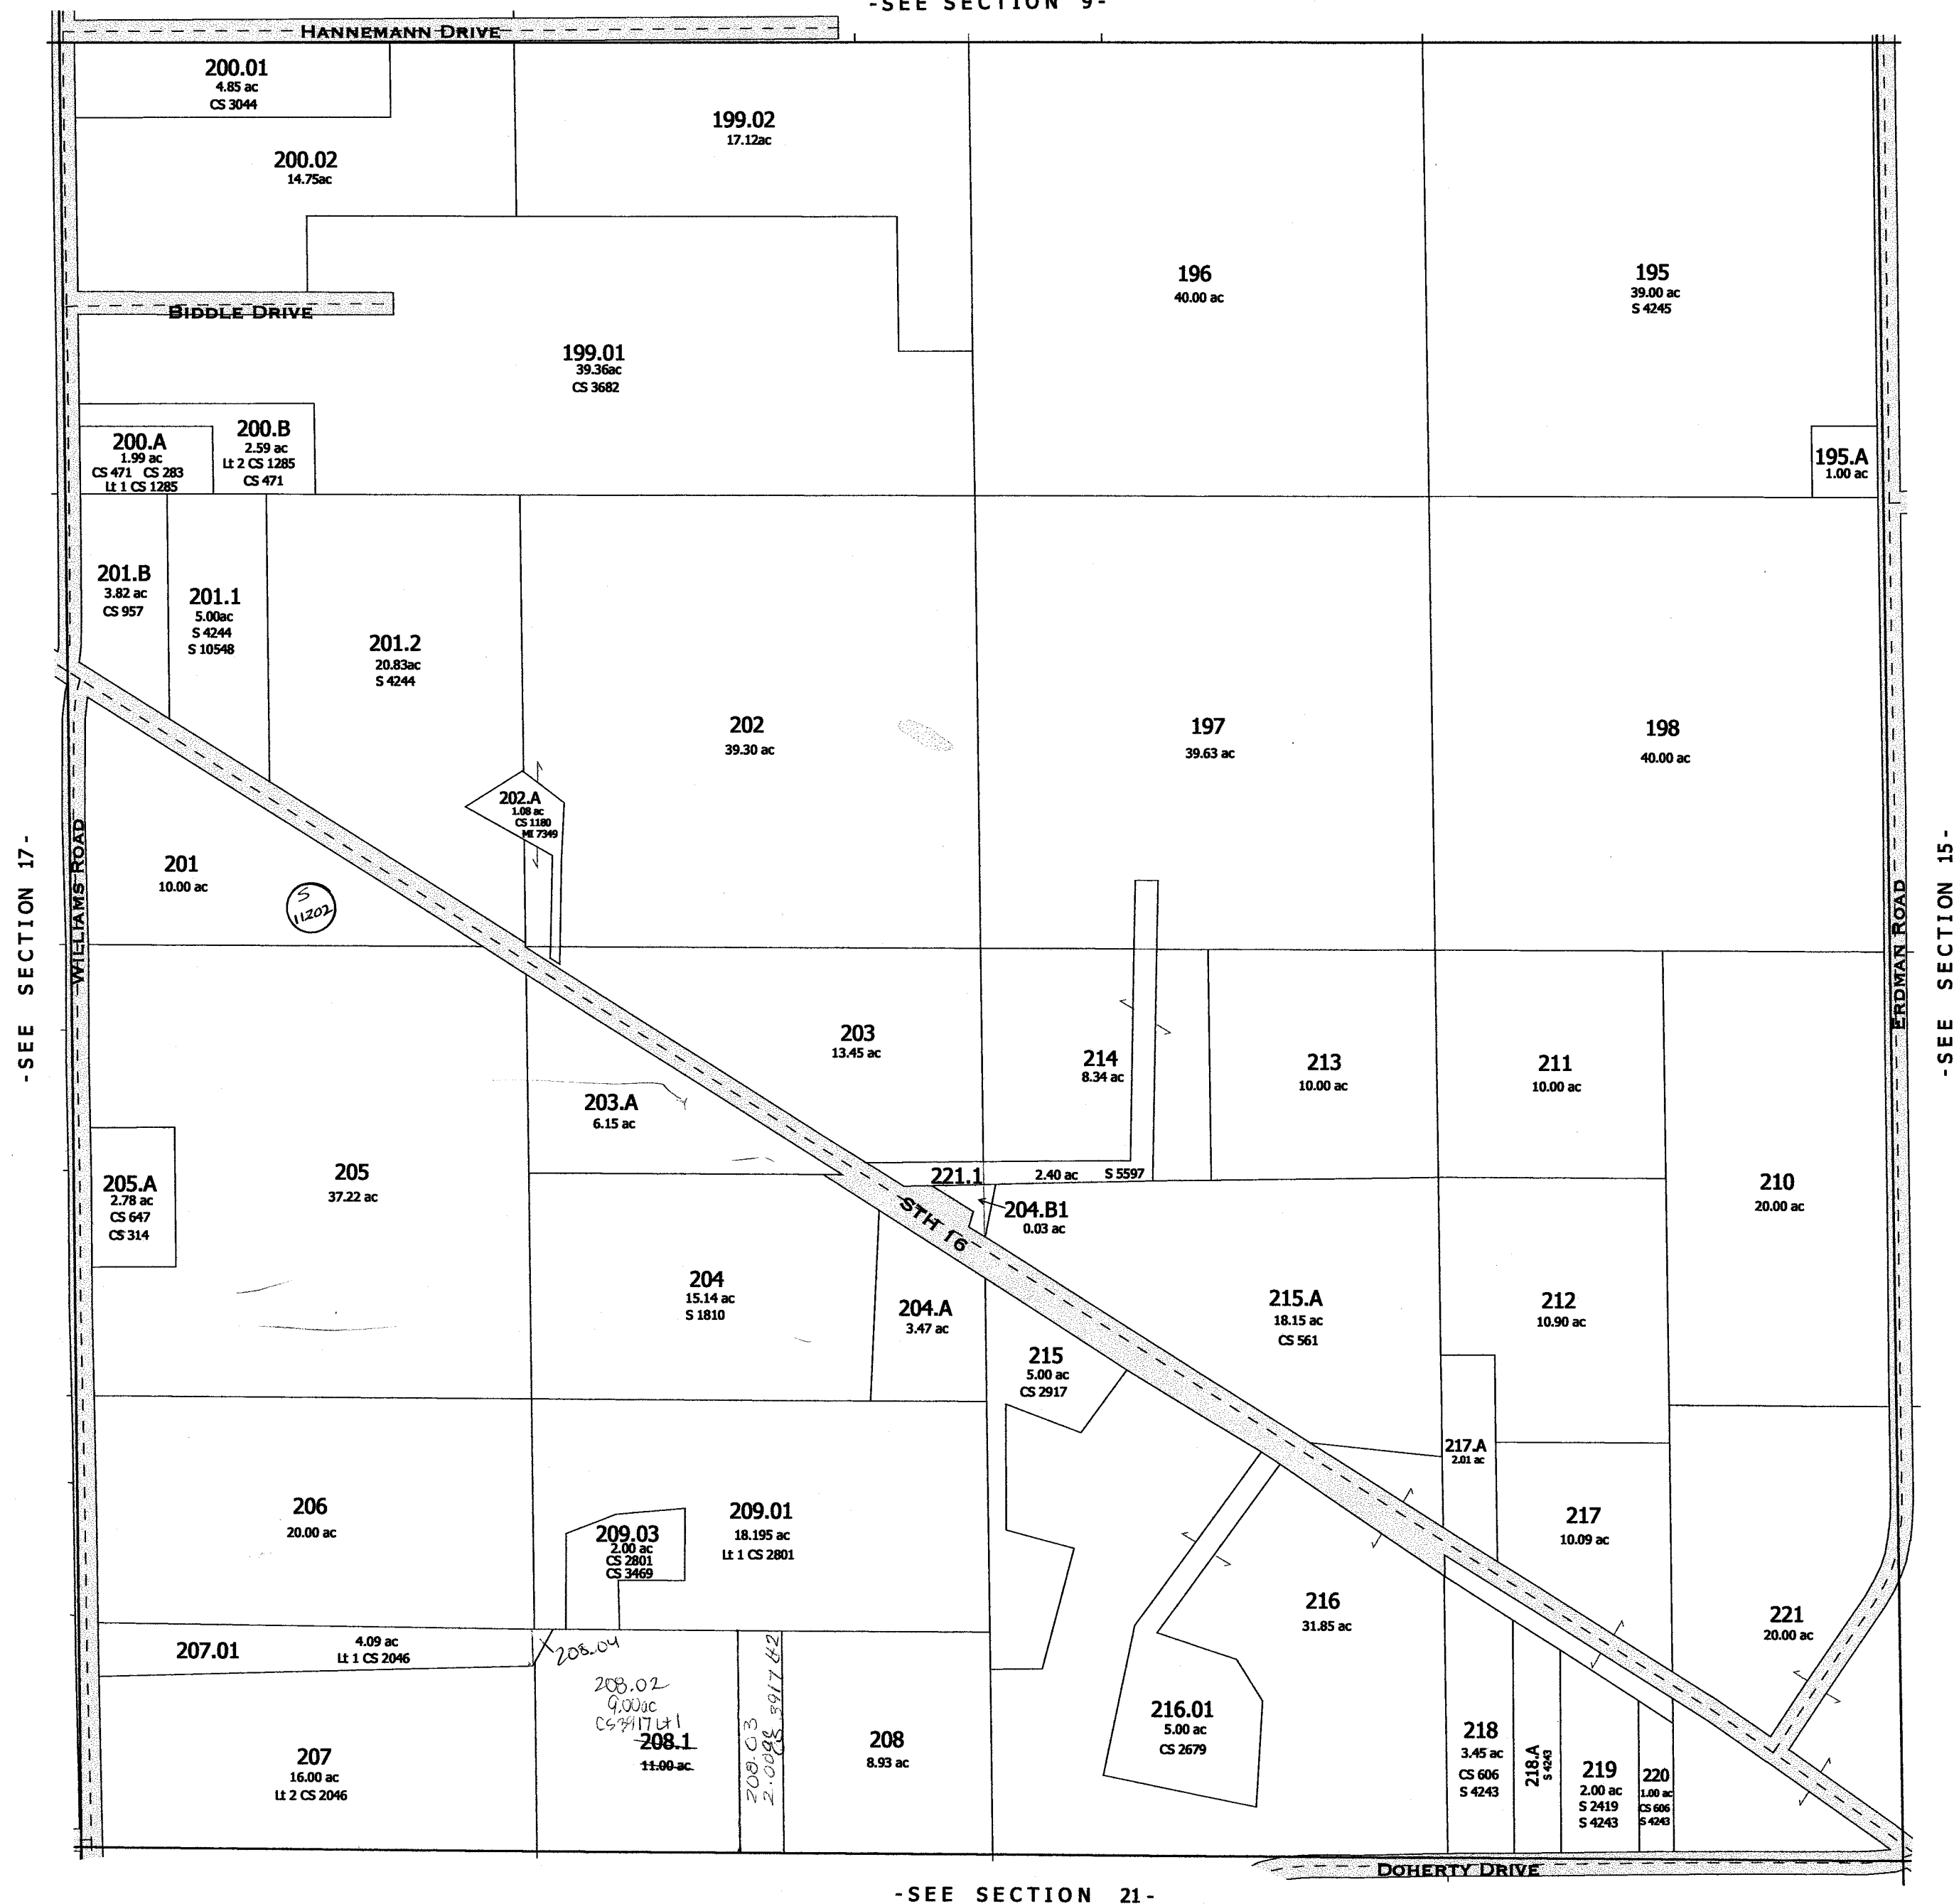 -SEE SECTION 9-
HANNEMANN DRIVE
200.01
4.85 ac
CS 3044
199.02
17.12ac
200.02
14.75ac
196
40.00 ac
195
39.00 ac
S 4245
BIDDLE DRIVE
199.01
39.36ac
CS 3682
200.A
1.99 ac
CS 471 CS 283
Lt 1 CS 1285
200.B
2.59 ac
Lt 2 CS 1285
CS 471
195.A
1.00 ac
201.B
3.82 ac
CS 957
201.1
5.00ac
S 4244
S 10548
201.2
20.83ac
S 4244
202
39.30 ac
197
39.63 ac
198
40.00 ac
202.A
1.08 ac
CS 1180
MI 7349
201
10.00 ac
S
11202
WILLIAMS ROAD
-SEE SECTION 17-
ERDMAN ROAD
-SEE SECTION 15-
203
13.45 ac
214
8.34 ac
213
10.00 ac
211
10.00 ac
203.A
6.15 ac
205.A
2.78 ac
CS 647
CS 314
205
37.22 ac
221.1
2.40 ac
S 5597
204.B1
0.03 ac
210
20.00 ac
STH 16
204
15.14 ac
S 1810
204.A
3.47 ac
215
5.00 ac
CS 2917
215.A
18.15 ac
CS 561
212
10.90 ac
217.A
2.01 ac
206
20.00 ac
209.03
2.00 ac
CS 2801
CS 3469
209.01
18.195 ac
Lt 1 CS 2801
217
10.09 ac
216
31.85 ac
221
20.00 ac
207.01
4.09 ac
Lt 1 CS 2046
208.04
208.02
9.00ac
CS3917 Lt1
208.1
11.00 ac
208.03
2.00ac
CS 3917 Lt2
208
8.93 ac
216.01
5.00 ac
CS 2679
207
16.00 ac
Lt 2 CS 2046
218
3.45 ac
CS 606
S 4243
218.A
S 4243
219
2.00 ac
S 2419
S 4243
220
1.00 ac
CS 606
S 4243
DOHERTY DRIVE
-SEE SECTION 21-